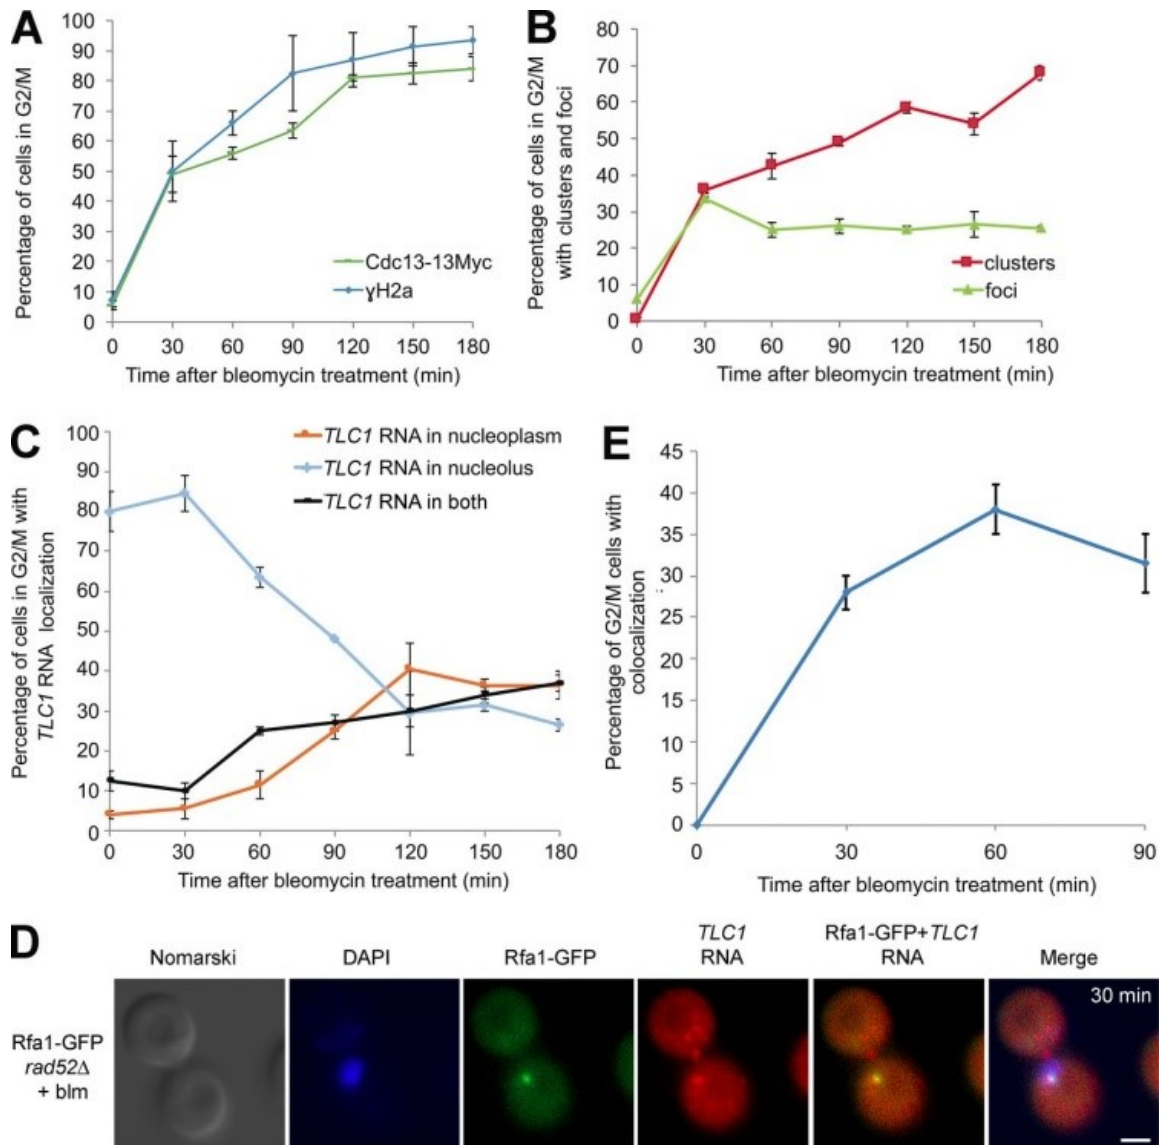 A
Percentage of cells in G2/M
100
90
80
70
60
50
40
30
20
10
0
Cdc13-13Myc
ɣH2a
0 30 60 90 120 150 180
Time after bleomycin treatment (min)
B
Percentage of cells in G2/M
with clusters and foci
80
70
60
50
40
30
20
10
0
clusters
foci
0 30 60 90 120 150 180
Time after bleomycin treatment (min)
C
Percentage of cells in G2/M with
TLC1 RNA localization
100
90
80
70
60
50
40
30
20
10
0
TLC1 RNA in nucleoplasm
TLC1 RNA in nucleolus
TLC1 RNA in both
0 30 60 90 120 150 180
Time after bleomycin treatment (min)
E
Percentage of G2/M cells with
colocalization
45
40
35
30
25
20
15
10
5
0
0 30 60 90
Time after bleomycin treatment (min)
D
Nomarski
DAPI
Rfa1-GFP
TLC1
RNA
Rfa1-GFP+TLC1
RNA
Merge
Rfa1-GFP
rad52Δ
+ blm
30 min